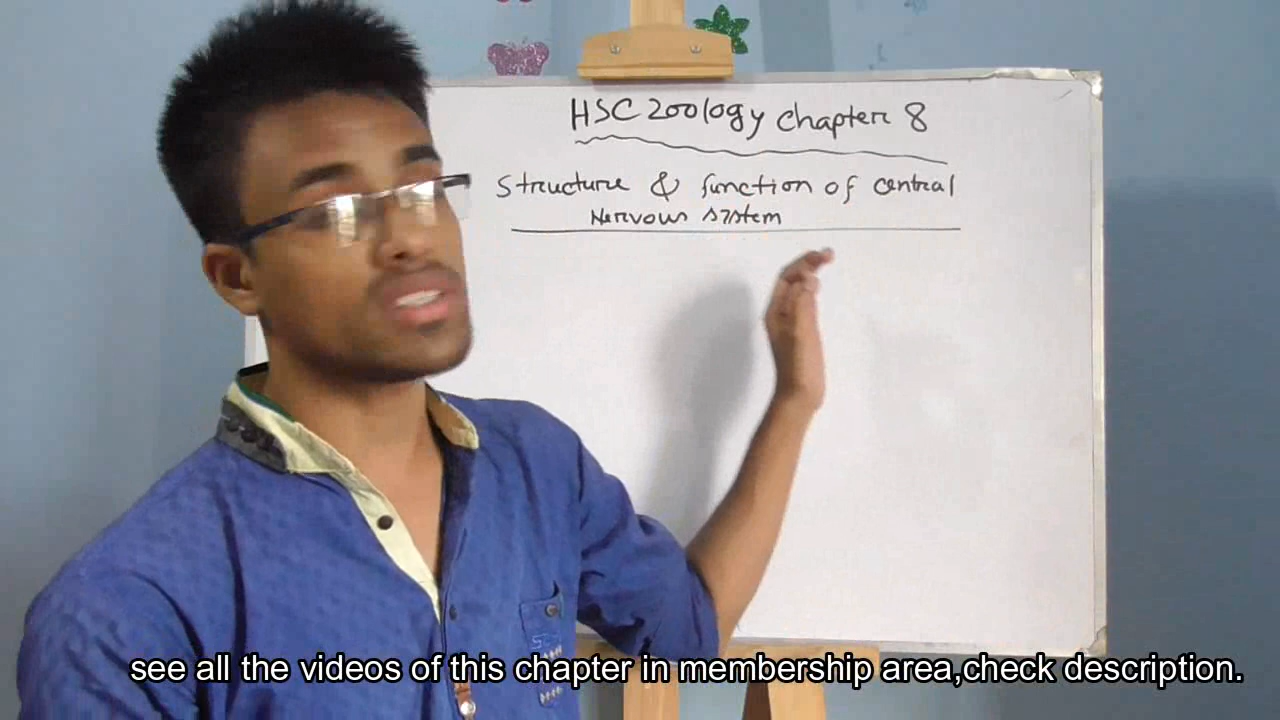 HSC Zoology Chapter 8
Structure & function of central
Nervous system
see all the videos of this chapter in membership area,check description.